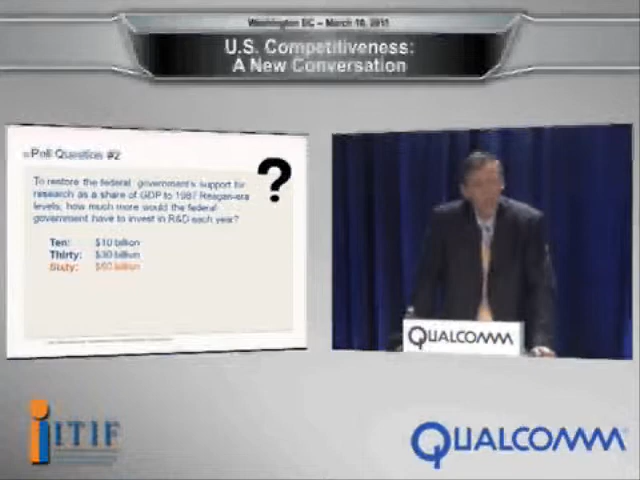 Washington DC – March 10, 2011
U.S. Competitiveness:
A New Conversation
Poll Question #2
To restore the federal government's support for
research as a share of GDP to 1987 Reagan-era
levels, how much more would the federal
government have to invest in R&D each year?
?
Ten: $10 billion
Thirty: $30 billion
Sixty: $60 billion
QUALCOMM
ITIF
QUALCOMM